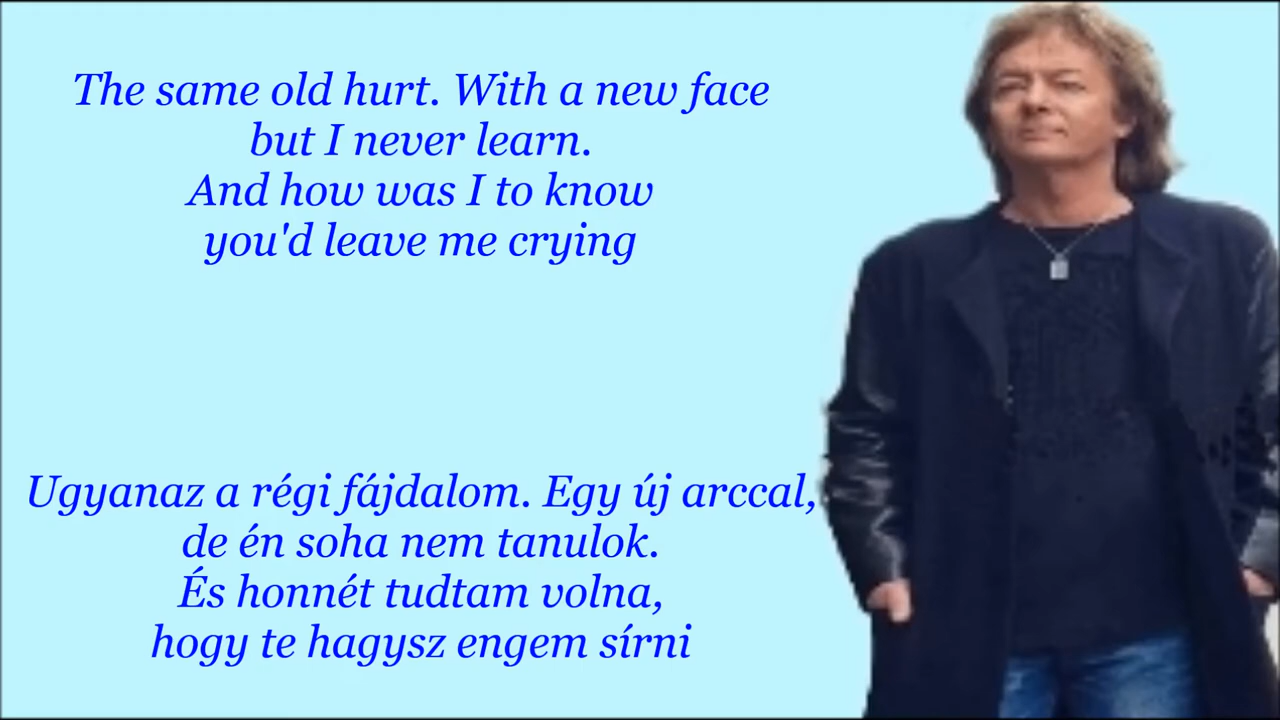 The same old hurt. With a new face
but I never learn.
And how was I to know
you'd leave me crying
Ugyanaz a régi fájdalom. Egy új arccal,
de én soha nem tanulok.
És honnét tudtam volna,
hogy te hagysz engem sírni